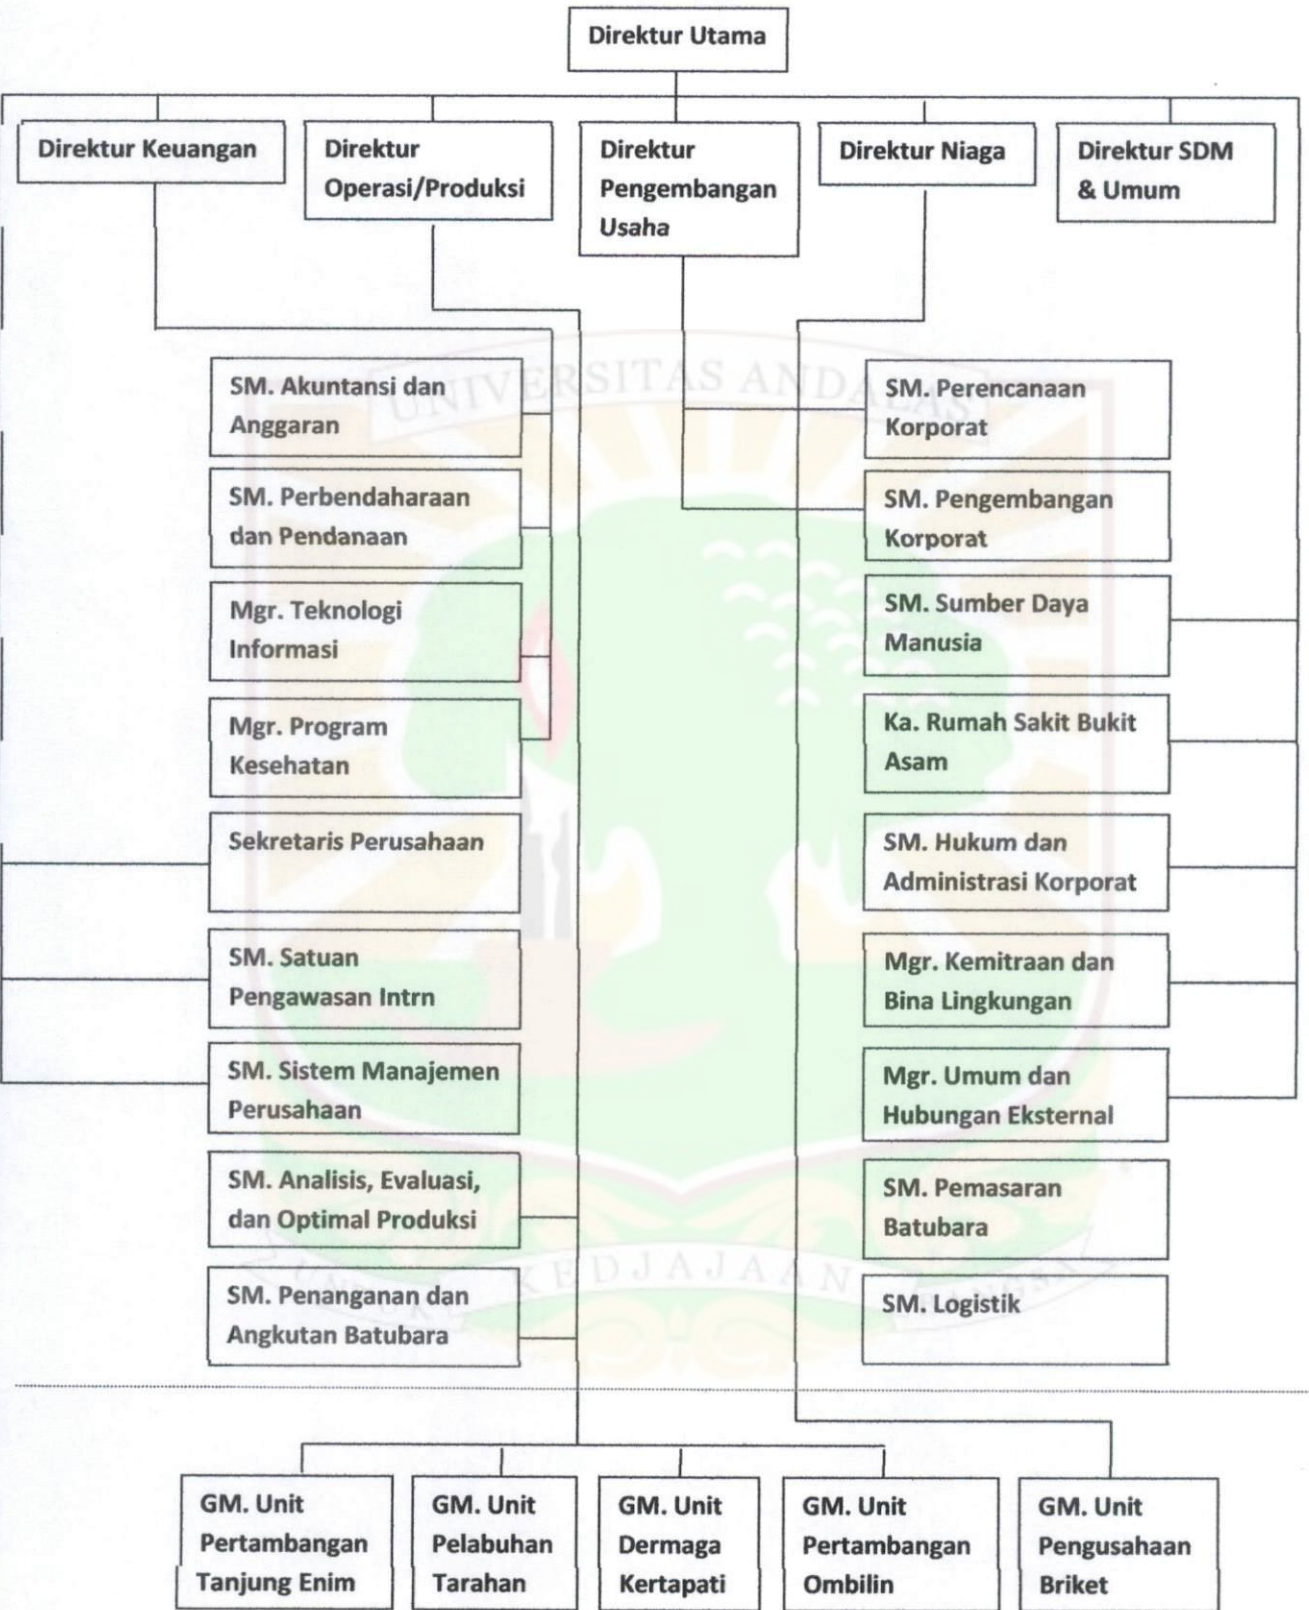 Direktur Utama
Direktur Keuangan
Direktur
Operasi/Produksi
Direktur
Pengembangan
Usaha
Direktur Niaga
Direktur SDM
& Umum
UNIVERSITAS ANDALAS
SM. Akuntansi dan
Anggaran
SM. Perbendaharaan
dan Pendanaan
Mgr. Teknologi
Informasi
Mgr. Program
Kesehatan
Sekretaris Perusahaan
SM. Satuan
Pengawasan Intrn
SM. Sistem Manajemen
Perusahaan
SM. Analisis, Evaluasi,
dan Optimal Produksi
SM. Penanganan dan
Angkutan Batubara
SM. Perencanaan
Korporat
SM. Pengembangan
Korporat
SM. Sumber Daya
Manusia
Ka. Rumah Sakit Bukit
Asam
SM. Hukum dan
Administrasi Korporat
Mgr. Kemitraan dan
Bina Lingkungan
Mgr. Umum dan
Hubungan Eksternal
SM. Pemasaran
Batubara
SM. Logistik
UNTUK KEDJAJAAN BANGSA
GM. Unit
Pertambangan
Tanjung Enim
GM. Unit
Pelabuhan
Tarahan
GM. Unit
Dermaga
Kertapati
GM. Unit
Pertambangan
Ombilin
GM. Unit
Pengusahaan
Briket